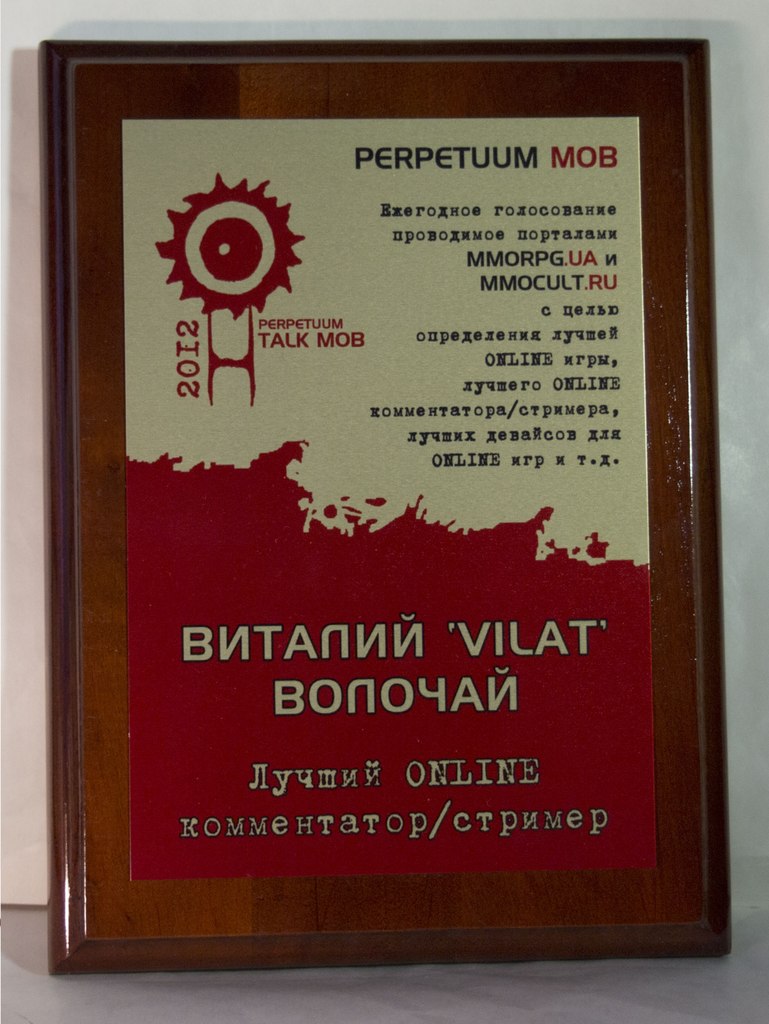 PERPETUUM MOB
Ежегодное голосование
проводимое порталами
MMORPG.UA и
MMOCULT.RU
с целью
определения лучшей
ONLINE игры,
лучшего ONLINE
комментатора/стримера,
лучших девайсов для
ONLINE игр и т.д.
2012
PERPETUUM
TALK MOB
ВИТАЛИЙ 'VILAT'
ВОЛОЧАЙ
Лучший ONLINE
комментатор/стример